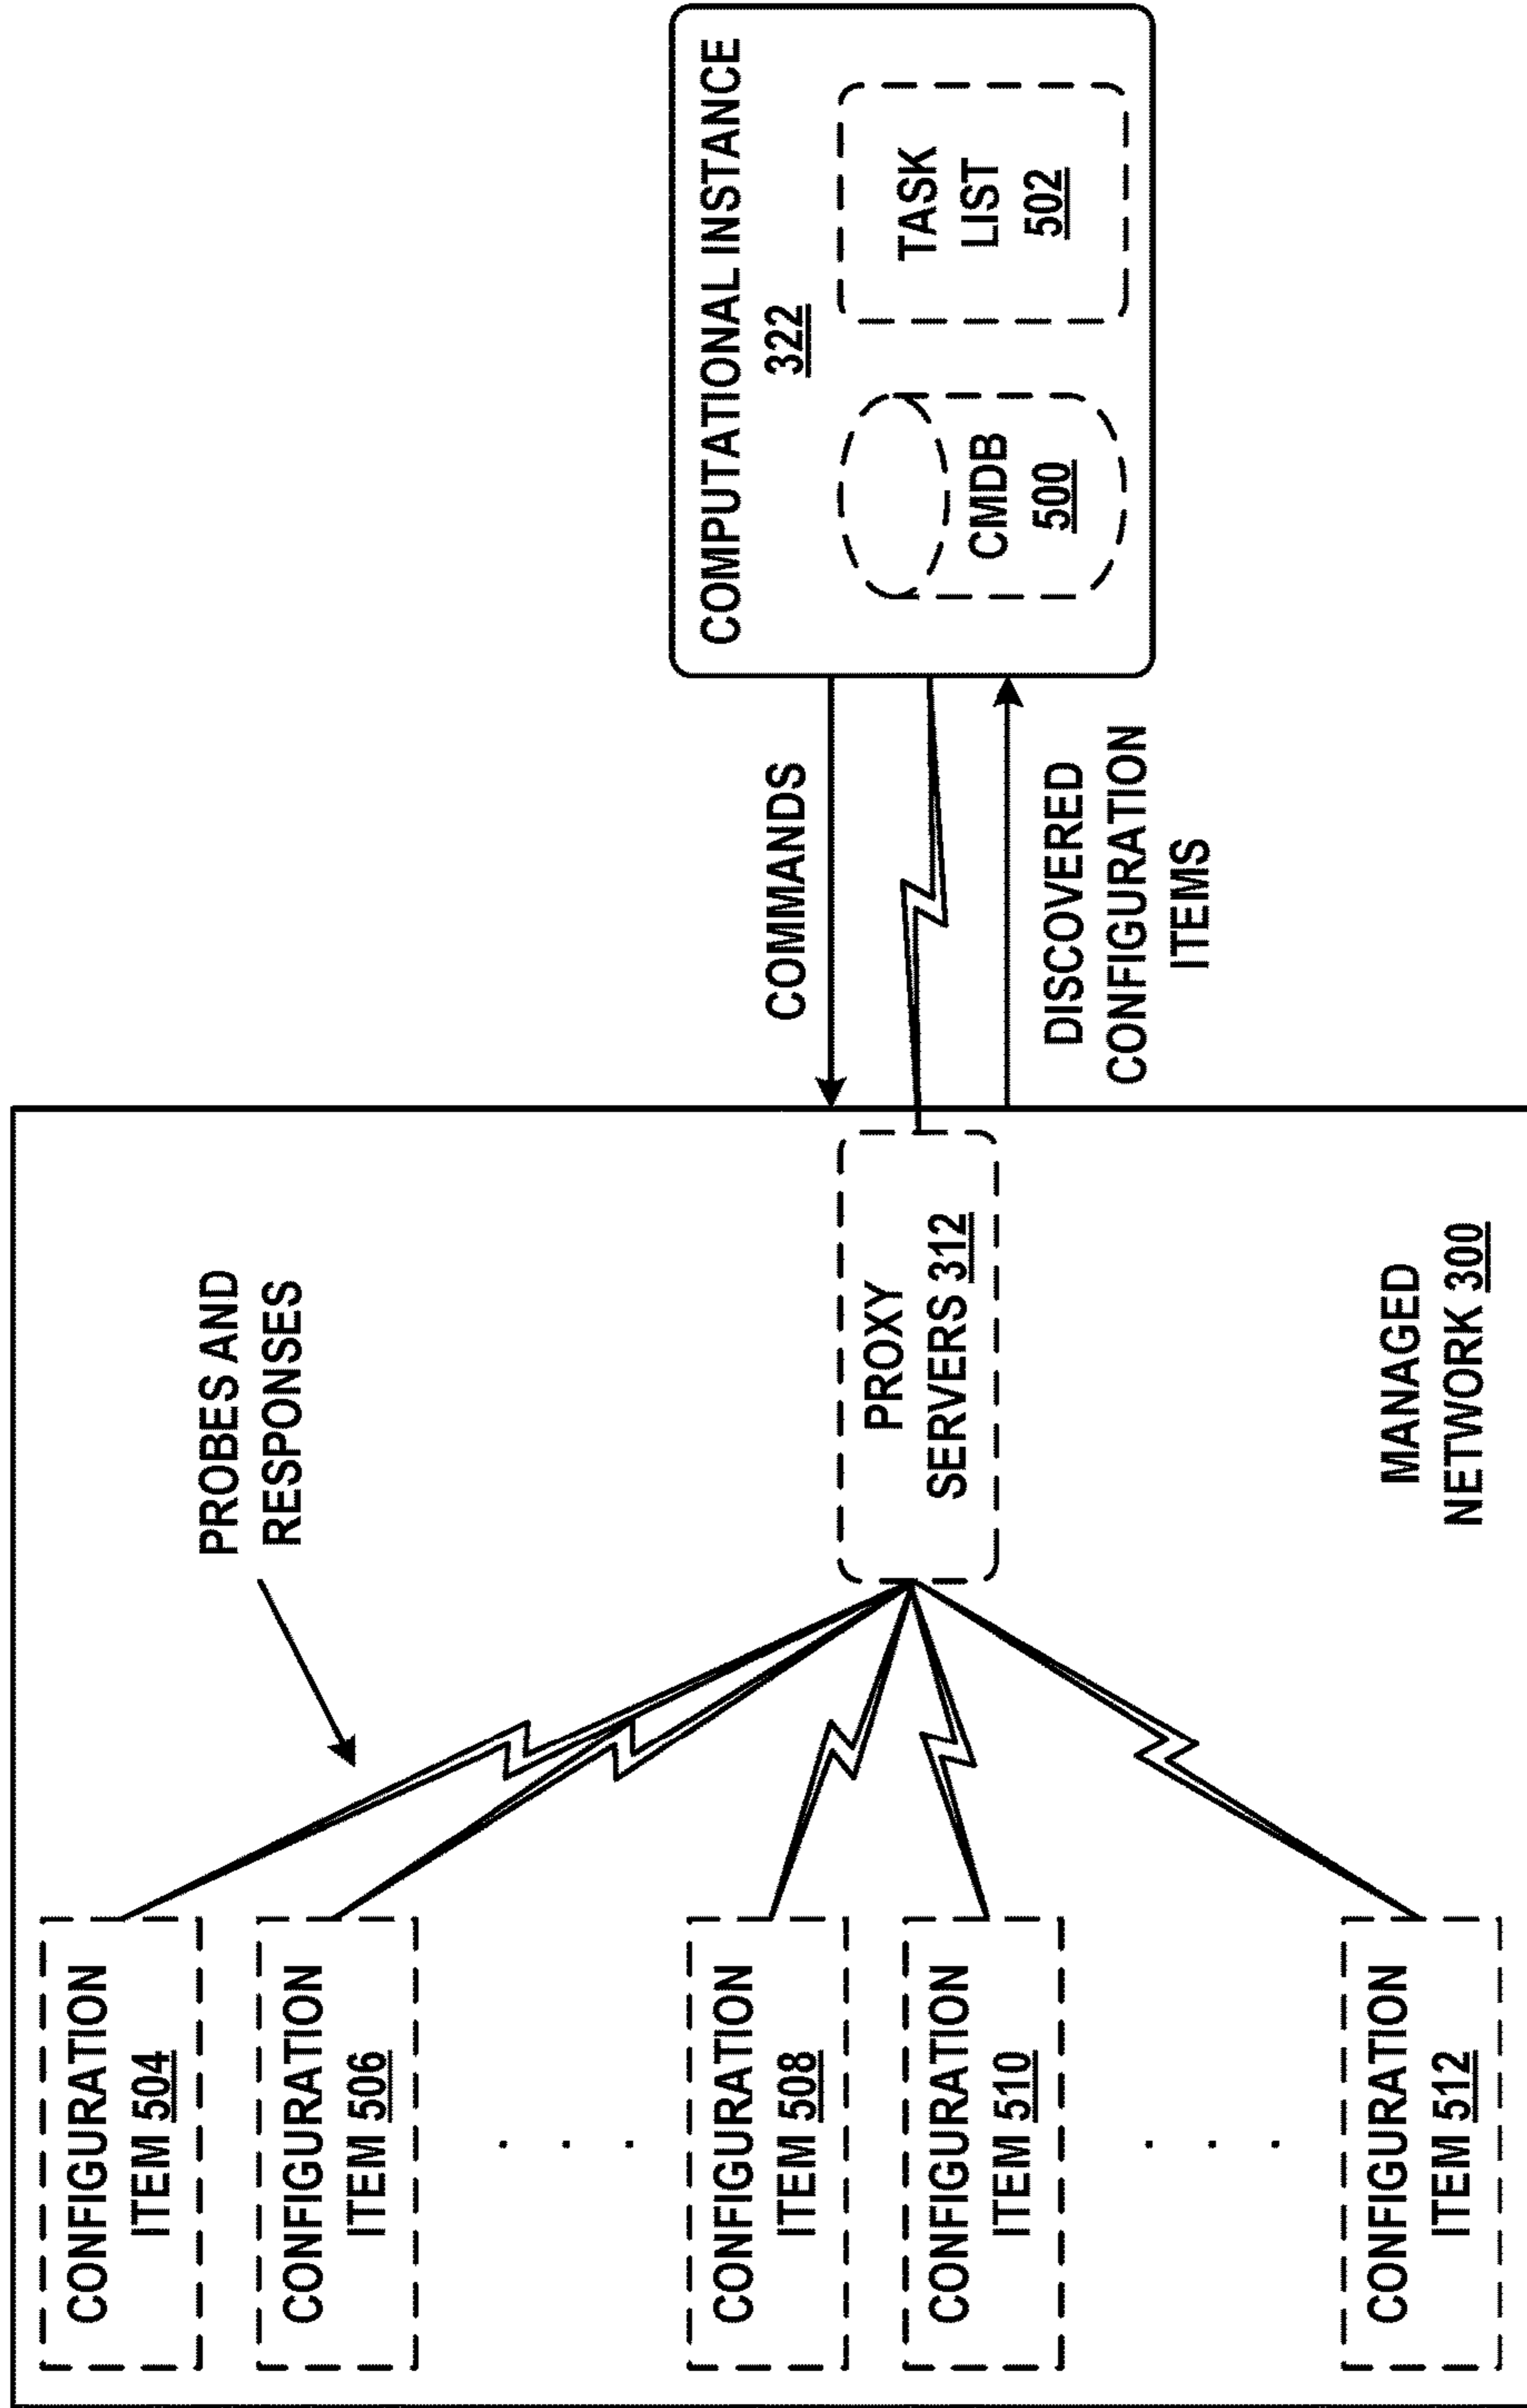 CONFIGURATION
ITEM 504
CONFIGURATION
ITEM 506
. . .
CONFIGURATION
ITEM 508
CONFIGURATION
ITEM 510
. . .
CONFIGURATION
ITEM 512
PROBES AND
RESPONSES
PROXY
SERVERS 312
MANAGED
NETWORK 300
COMMANDS
DISCOVERED
CONFIGURATION
ITEMS
COMPUTATIONAL INSTANCE
322
CMDB
500
TASK
LIST
502